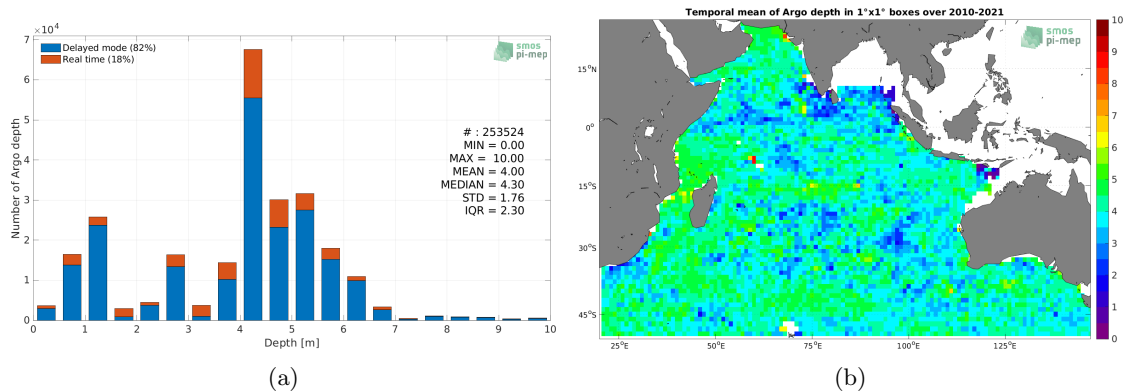 ×10⁴
7
6
5
4
3
2
1
0
Number of Argo depth
Delayed mode (82%)
Real time (18%)
smos
pi-mep
# : 253524
MIN = 0.00
MAX = 10.00
MEAN = 4.00
MEDIAN = 4.30
STD = 1.76
IQR = 2.30
0 1 2 3 4 5 6 7 8 9
Depth [m]
(a)
Temporal mean of Argo depth in 1°x1° boxes over 2010-2021
smos
pi-mep
15°N
0°
15°S
30°S
45°S
25°E 50°E 75°E 100°E 125°E
10
9
8
7
6
5
4
3
2
1
0
(b)